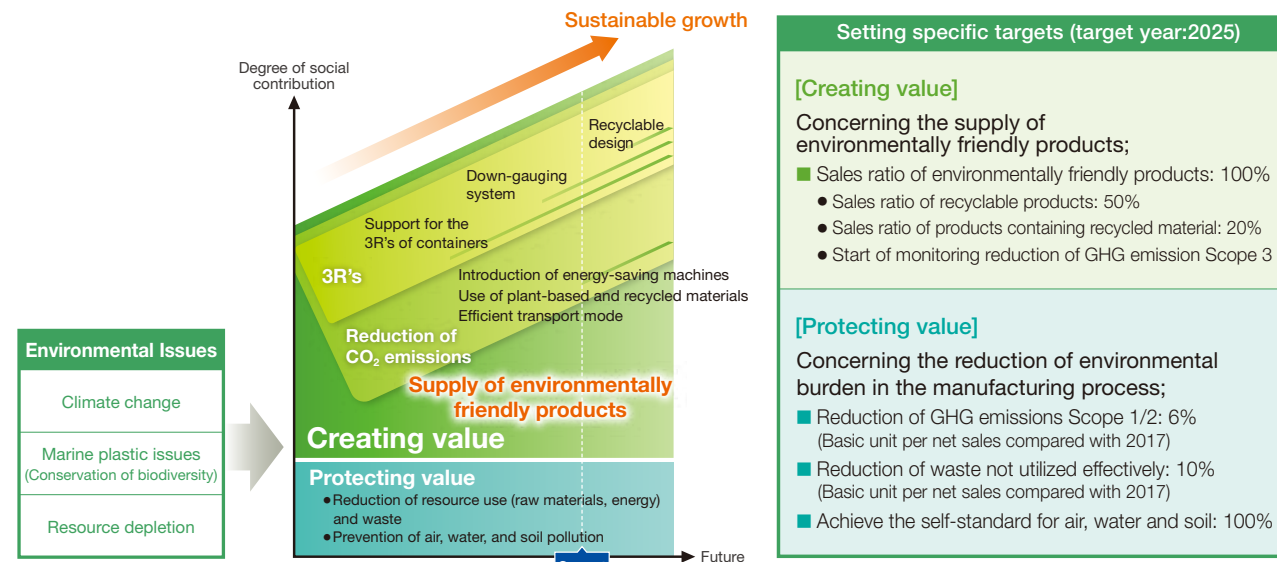 Sustainable growth
Degree of social
contribution
Recyclable
design
Down-gauging
system
Support for the
3R's of containers
3R's
Introduction of energy-saving machines
Use of plant-based and recycled materials
Efficient transport mode
Reduction of
CO₂ emissions
Supply of environmentally
friendly products
Creating value
Protecting value
●Reduction of resource use (raw materials, energy)
and waste
●Prevention of air, water, and soil pollution
Future
Environmental Issues
Climate change
Marine plastic issues
(Conservation of biodiversity)
Resource depletion
Setting specific targets (target year:2025)
[Creating value]
Concerning the supply of
environmentally friendly products;
■ Sales ratio of environmentally friendly products: 100%
● Sales ratio of recyclable products: 50%
● Sales ratio of products containing recycled material: 20%
● Start of monitoring reduction of GHG emission Scope 3
[Protecting value]
Concerning the reduction of environmental
burden in the manufacturing process;
■ Reduction of GHG emissions Scope 1/2: 6%
(Basic unit per net sales compared with 2017)
■ Reduction of waste not utilized effectively: 10%
(Basic unit per net sales compared with 2017)
■ Achieve the self-standard for air, water and soil: 100%